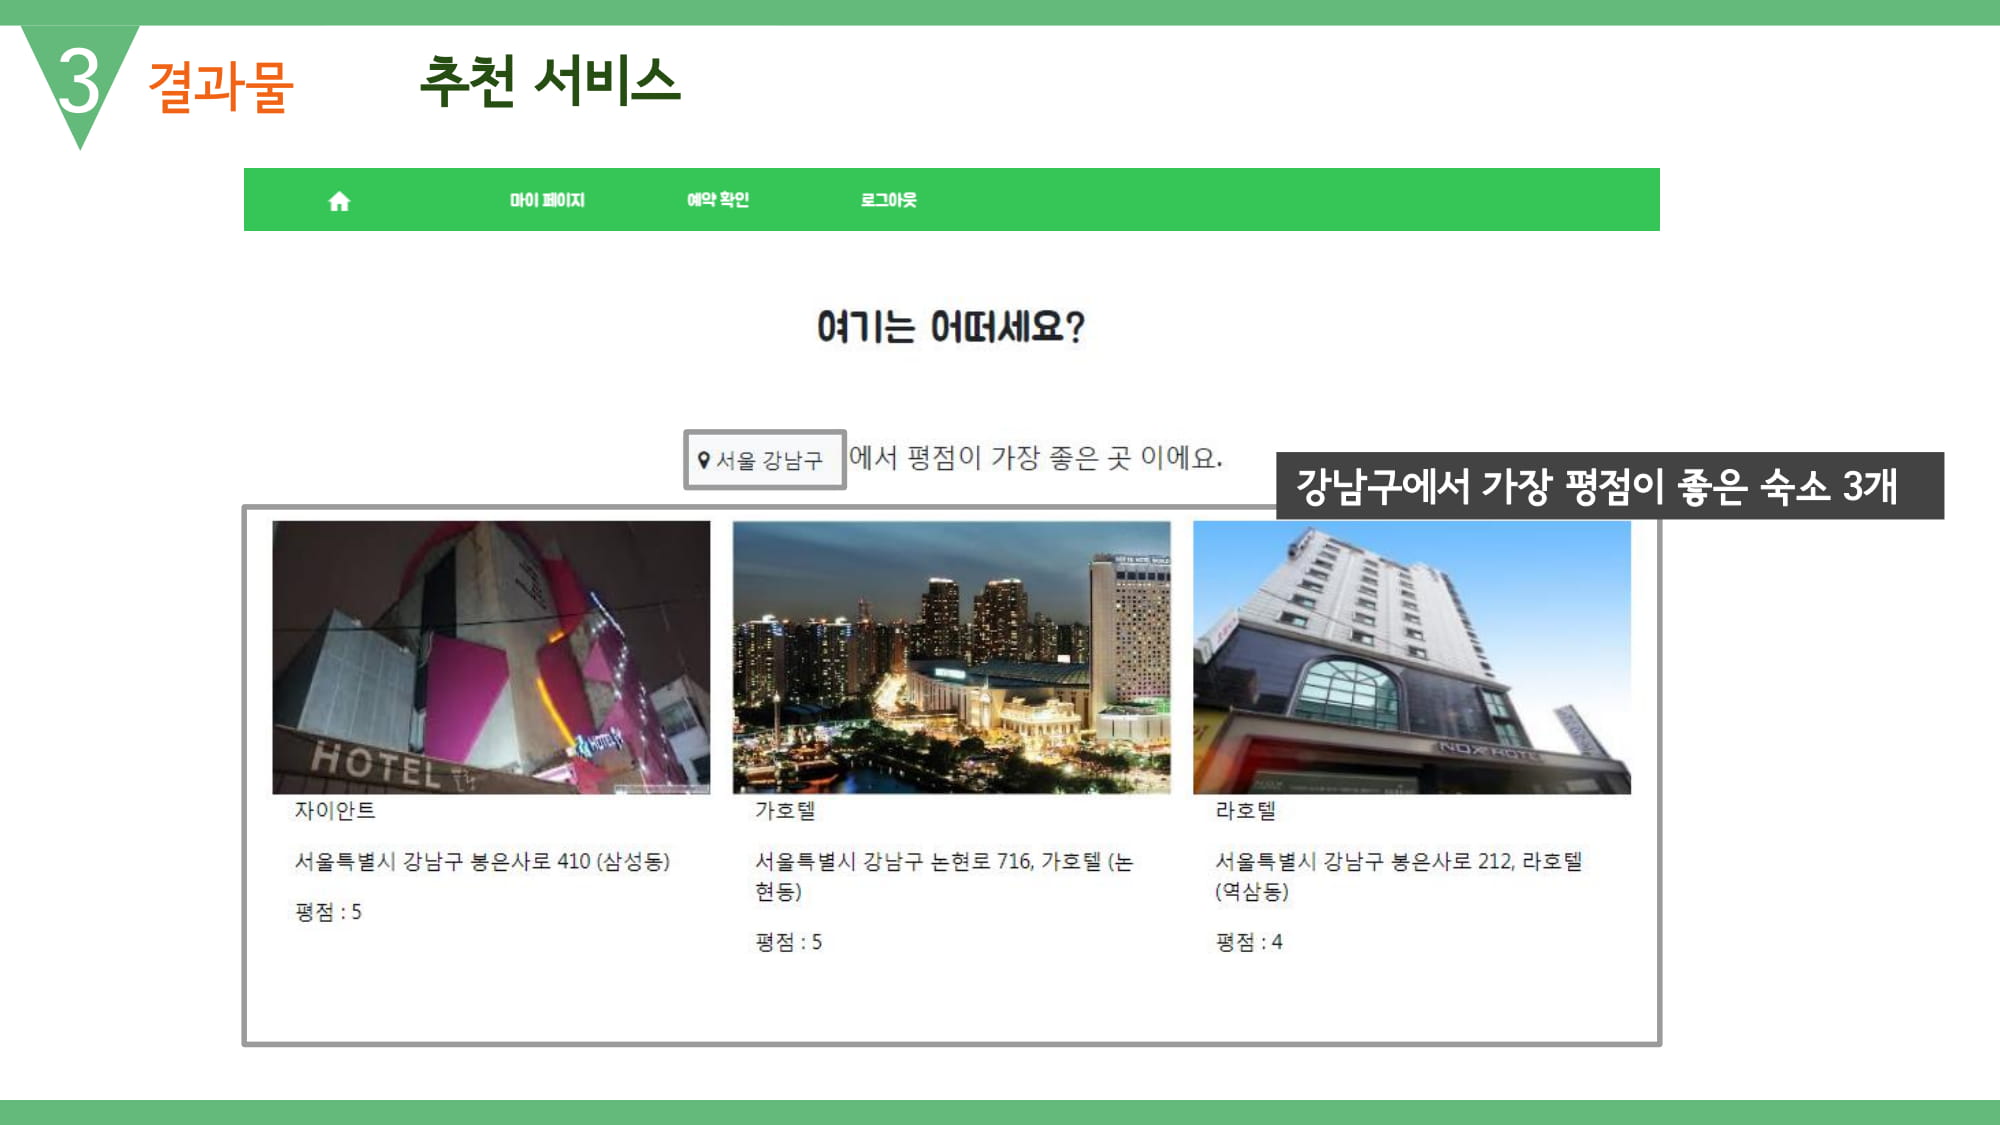 3
결과물
추천 서비스
마이 페이지
예약 확인
로그아웃
여기는 어떠세요?
서울 강남구 에서 평점이 가장 좋은 곳 이에요.
강남구에서 가장 평점이 좋은 숙소 3개
HOTEL
HOTEL
NOX HOTEL
자이안트
서울특별시 강남구 봉은사로 410 (삼성동)
평점 : 5
가호텔
서울특별시 강남구 논현로 716, 가호텔 (논
현동)
평점 : 5
라호텔
서울특별시 강남구 봉은사로 212, 라호텔
(역삼동)
평점 : 4